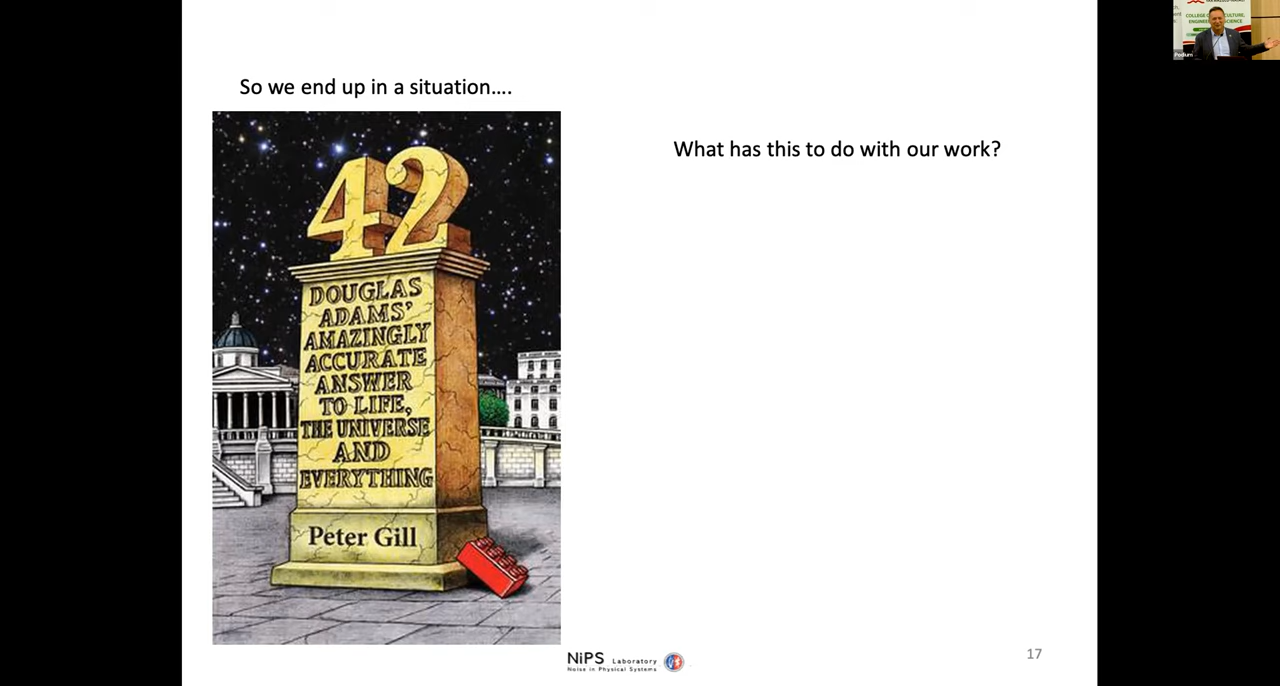 So we end up in a situation....
What has this to do with our work?
42
DOUGLAS
ADAMS'
AMAZINGLY
ACCURATE
ANSWER
TO LIFE,
THE UNIVERSE
AND
EVERYTHING
Peter Gill
NiPS Laboratory
Noise in Physical Systems
17
Podium